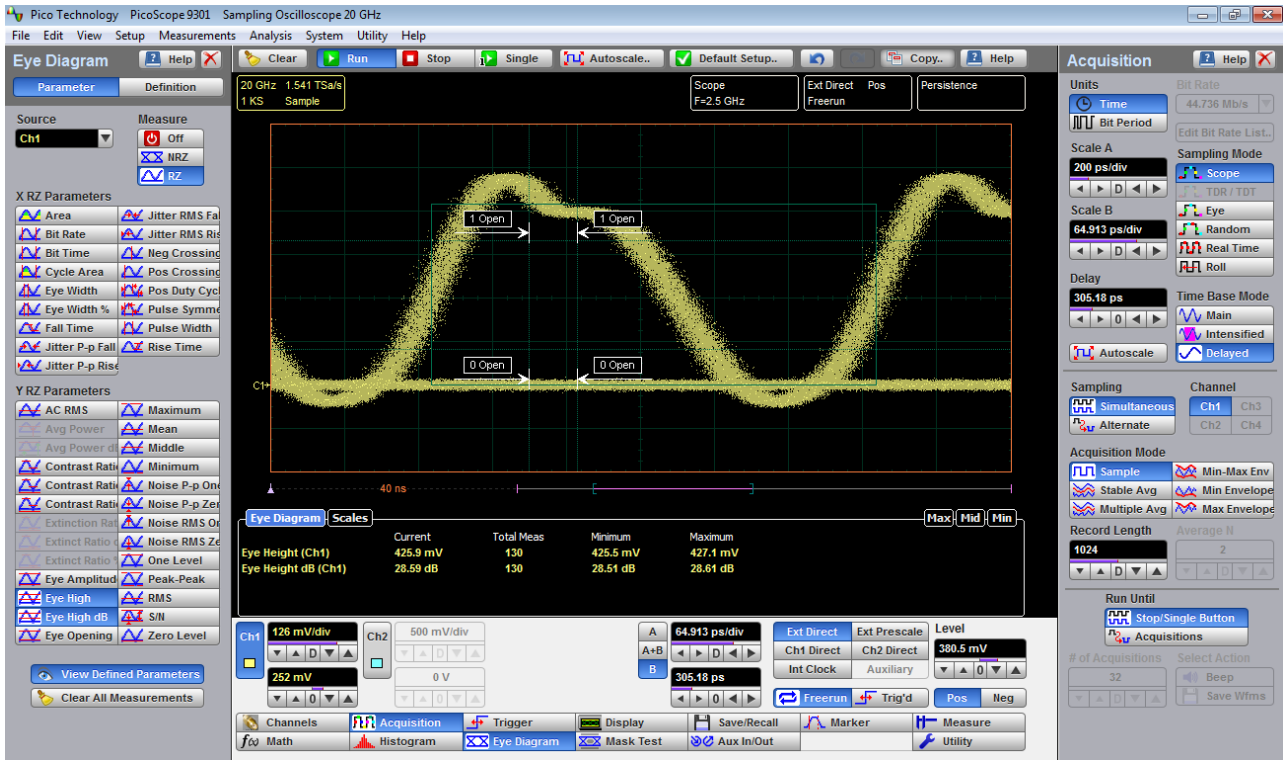 Pico Technology PicoScope 9301 Sampling Oscilloscope 20 GHz
File Edit View Setup Measurements Analysis System Utility Help
Eye Diagram Help
Parameter Definition
Source Measure
Ch1 Off
NRZ
RZ
X RZ Parameters
Area Jitter RMS Fal
Bit Rate Jitter RMS Ris
Bit Time Neg Crossing
Cycle Area Pos Crossing
Eye Width Pos Duty Cycl
Eye Width % Pulse Symme
Fall Time Pulse Width
Jitter P-p Fall Rise Time
Jitter P-p Rise
Y RZ Parameters
AC RMS Maximum
Avg Power Mean
Avg Power dB Middle
Contrast Rati Minimum
Contrast Rati Noise P-p One
Contrast Rati Noise P-p Zer
Extinction Rat Noise RMS On
Extinct Ratio d Noise RMS Ze
Extinct Ratio % One Level
Eye Amplitud Peak-Peak
Eye High RMS
Eye High dB S/N
Eye Opening Zero Level
View Defined Parameters
Clear All Measurements
Clear Run Stop Single Autoscale.. Default Setup.. Copy.. Help
20 GHz 1.541 TSa/s
1 KS Sample
Scope
F=2.5 GHz
Ext Direct Pos
Freerun
Persistence
1 Open 1 Open
0 Open 0 Open
C1
40 ns
Eye Diagram Scales Max Mid Min
Current Total Meas Minimum Maximum
Eye Height (Ch1) 425.9 mV 130 425.5 mV 427.1 mV
Eye Height dB (Ch1) 28.59 dB 130 28.51 dB 28.61 dB
Ch1 126 mV/div Ch2 500 mV/div A 64.913 ps/div Ext Direct Ext Prescale Level
D D A+B D Ch1 Direct Ch2 Direct 380.5 mV
252 mV 0 V B 305.18 ps Int Clock Auxiliary 0
0 0 0 Freerun Trig'd Pos Neg
Channels Acquisition Trigger Display Save/Recall Marker Measure
f(x) Math Histogram Eye Diagram Mask Test Aux In/Out Utility
Acquisition Help
Units Bit Rate
Time 44.736 Mb/s
Bit Period Edit Bit Rate List..
Scale A Sampling Mode
200 ps/div Scope
D TDR / TDT
Scale B Eye
64.913 ps/div Random
D Real Time
Roll
Delay
305.18 ps Time Base Mode
0 Main
Intensified
Autoscale Delayed
Sampling Channel
Simultaneous Ch1 Ch3
Alternate Ch2 Ch4
Acquisition Mode
Sample Min-Max Env
Stable Avg Min Envelope
Multiple Avg Max Envelope
Record Length Average N
1024 2
D D
Run Until
Stop/Single Button
Acquisitions
# of Acquisitions Select Action
32 Beep
D Save Wfms